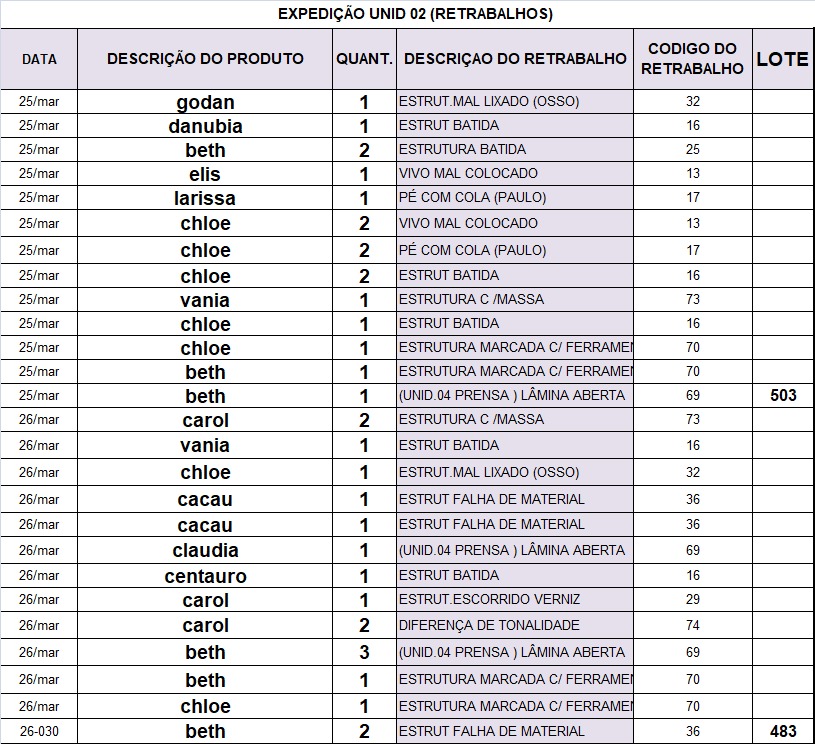 EXPEDIÇÃO UNID 02 (RETRABALHOS)
DATA DESCRIÇÃO DO PRODUTO QUANT. DESCRIÇAO DO RETRABALHO CODIGO DO RETRABALHO LOTE
25/mar godan 1 ESTRUT.MAL LIXADO (OSSO) 32
25/mar danubia 1 ESTRUT BATIDA 16
25/mar beth 2 ESTRUTURA BATIDA 25
25/mar elis 1 VIVO MAL COLOCADO 13
25/mar larissa 1 PÉ COM COLA (PAULO) 17
25/mar chloe 2 VIVO MAL COLOCADO 13
25/mar chloe 2 PÉ COM COLA (PAULO) 17
25/mar chloe 2 ESTRUT BATIDA 16
25/mar vania 1 ESTRUTURA C /MASSA 73
25/mar chloe 1 ESTRUT BATIDA 16
25/mar chloe 1 ESTRUTURA MARCADA C/ FERRAMEN 70
25/mar beth 1 ESTRUTURA MARCADA C/ FERRAMEN 70
25/mar beth 1 (UNID.04 PRENSA ) LÂMINA ABERTA 69 503
26/mar carol 2 ESTRUTURA C /MASSA 73
26/mar vania 1 ESTRUT BATIDA 16
26/mar chloe 1 ESTRUT.MAL LIXADO (OSSO) 32
26/mar cacau 1 ESTRUT FALHA DE MATERIAL 36
26/mar cacau 1 ESTRUT FALHA DE MATERIAL 36
26/mar claudia 1 (UNID.04 PRENSA ) LÂMINA ABERTA 69
26/mar centauro 1 ESTRUT BATIDA 16
26/mar carol 1 ESTRUT.ESCORRIDO VERNIZ 29
26/mar carol 2 DIFERENÇA DE TONALIDADE 74
26/mar beth 3 (UNID.04 PRENSA ) LÂMINA ABERTA 69
26/mar beth 1 ESTRUTURA MARCADA C/ FERRAMEN 70
26/mar chloe 1 ESTRUTURA MARCADA C/ FERRAMEN 70
26-030 beth 2 ESTRUT FALHA DE MATERIAL 36 483